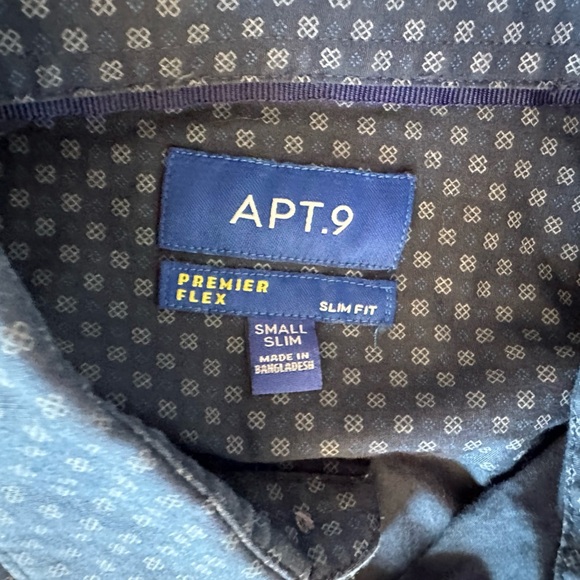 APT.9
PREMIER
FLEX
SLIM FIT
SMALL
SLIM
MADE IN
BANGLADESH